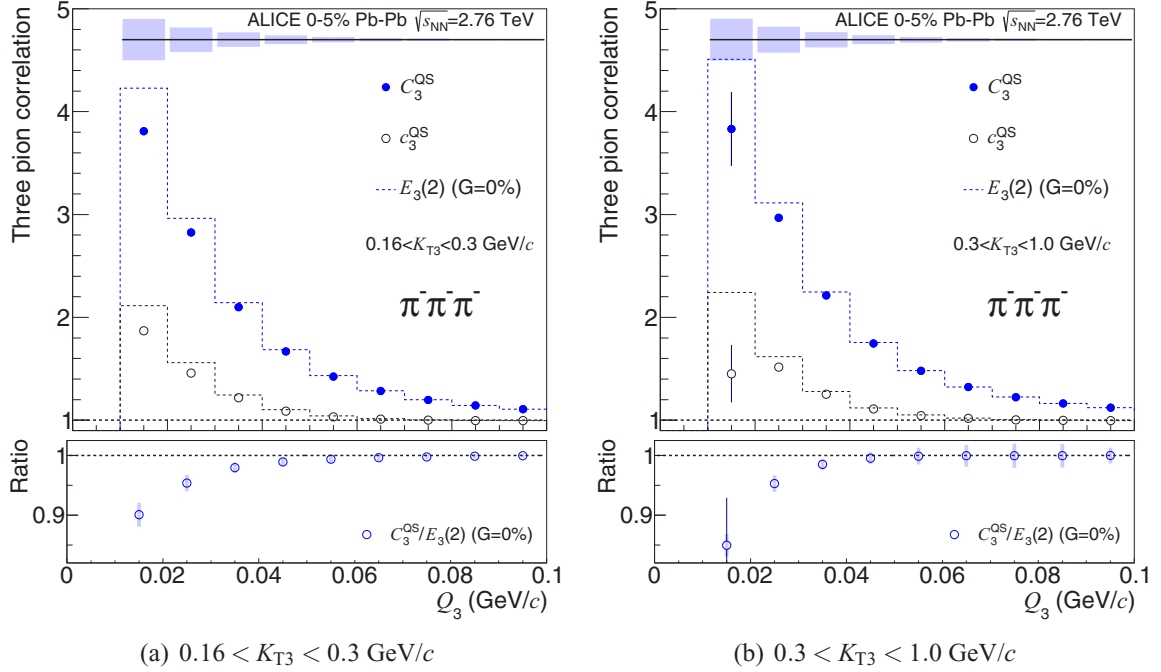 ALICE 0-5% Pb-Pb √sNN=2.76 TeV
Three pion correlation
5
4
3
2
1
C3QS
c3QS
E3(2) (G=0%)
0.16<KT3<0.3 GeV/c
π-π-π-
Ratio
1
0.9
C3QS/E3(2) (G=0%)
0 0.02 0.04 0.06 0.08 0.1
Q3 (GeV/c)
(a) 0.16 < KT3 < 0.3 GeV/c
ALICE 0-5% Pb-Pb √sNN=2.76 TeV
Three pion correlation
5
4
3
2
1
C3QS
c3QS
E3(2) (G=0%)
0.3<KT3<1.0 GeV/c
π-π-π-
Ratio
1
0.9
C3QS/E3(2) (G=0%)
0 0.02 0.04 0.06 0.08 0.1
Q3 (GeV/c)
(b) 0.3 < KT3 < 1.0 GeV/c